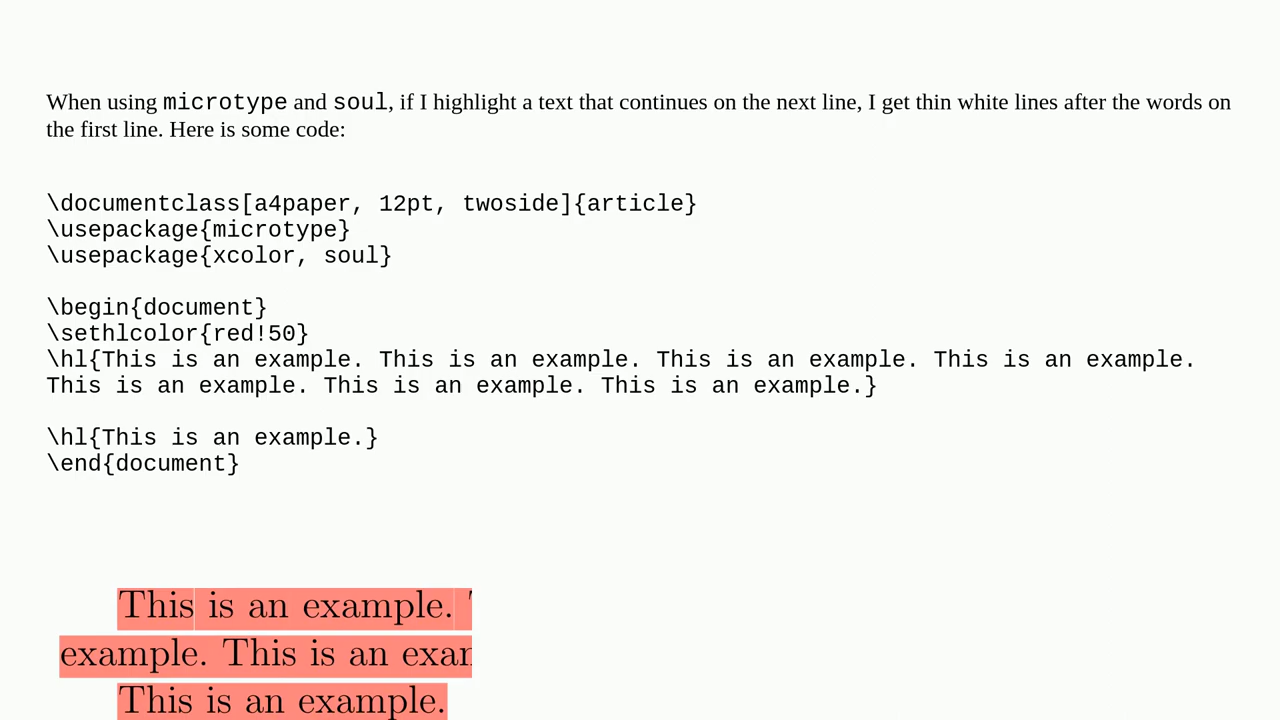 When using microtype and soul, if I highlight a text that continues on the next line, I get thin white lines after the words on
the first line. Here is some code:
\documentclass[a4paper, 12pt, twoside]{article}
\usepackage{microtype}
\usepackage{xcolor, soul}
\begin{document}
\sethlcolor{red!50}
\hl{This is an example. This is an example. This is an example. This is an example.
This is an example. This is an example. This is an example.}
\hl{This is an example.}
\end{document}
This is an example.
example. This is an
This is an example.